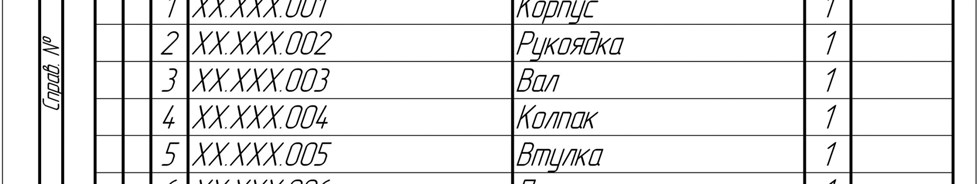 Справ. №
1 XX.XXX.001 Корпус 1
2 XX.XXX.002 Рукоядка 1
3 XX.XXX.003 Вал 1
4 XX.XXX.004 Колпак 1
5 XX.XXX.005 Втулка 1